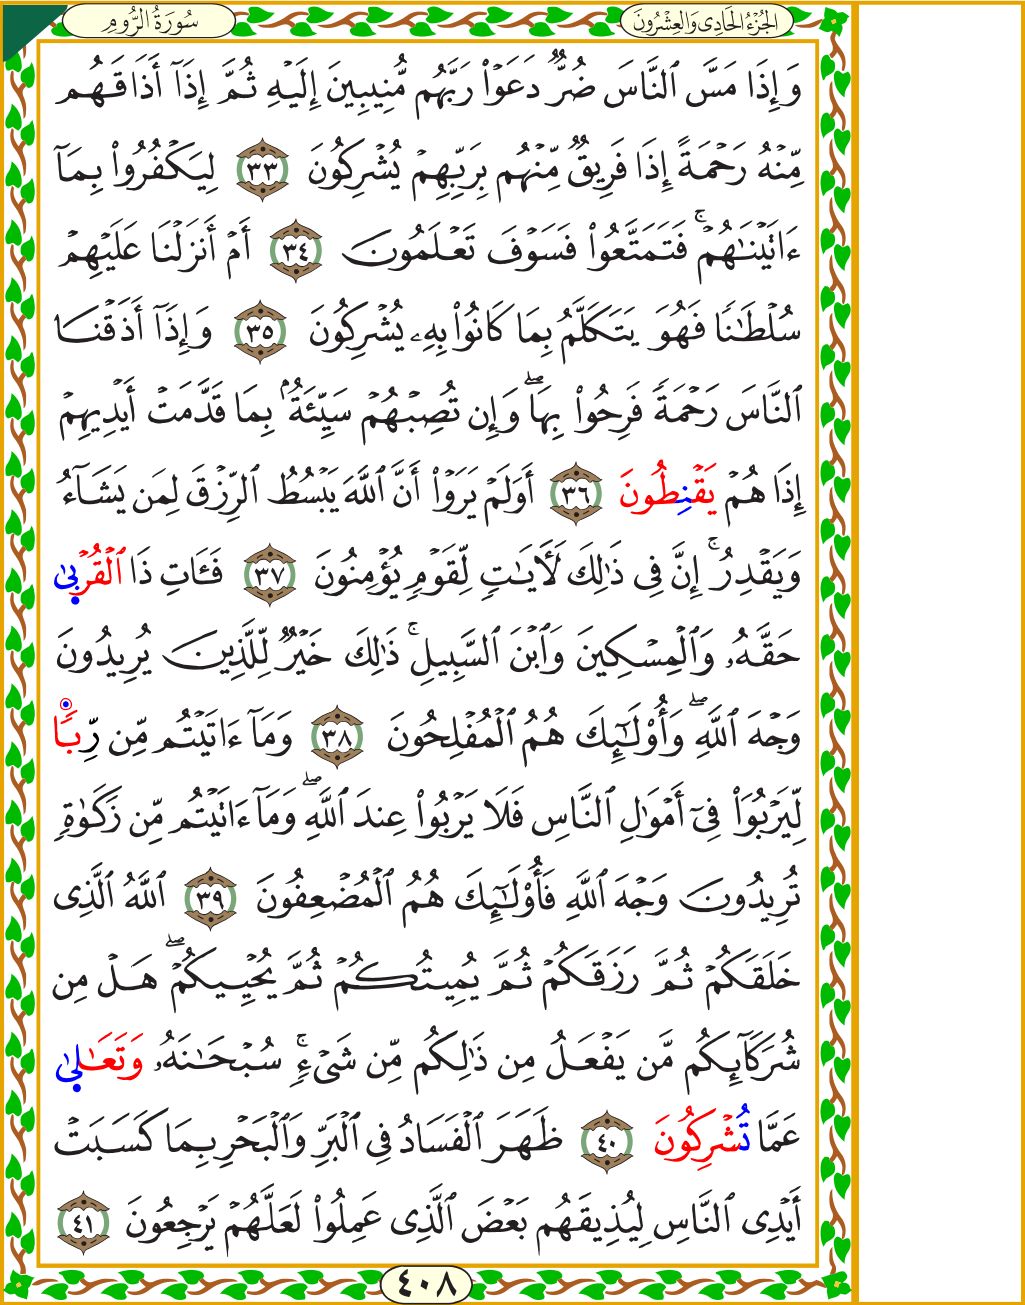 سُورَةُ الرُّومِ
الجُزْءُ الحَادِي وَالعِشْرُونَ
وَإِذَا مَسَّ ٱلنَّاسَ ضُرٌّ دَعَوْاْ رَبَّهُم مُّنِيبِينَ إِلَيْهِ ثُمَّ إِذَآ أَذَاقَهُم
مِّنْهُ رَحْمَةً إِذَا فَرِيقٌ مِّنْهُم بِرَبِّهِمْ يُشْرِكُونَ ٣٣ لِيَكْفُرُواْ بِمَآ
ءَاتَيْنَٰهُمْۚ فَتَمَتَّعُواْ فَسَوْفَ تَعْلَمُونَ ٣٤ أَمْ أَنزَلْنَا عَلَيْهِمْ
سُلْطَٰنًا فَهُوَ يَتَكَلَّمُ بِمَا كَانُواْ بِهِۦ يُشْرِكُونَ ٣٥ وَإِذَآ أَذَقْنَا
ٱلنَّاسَ رَحْمَةً فَرِحُواْ بِهَاۖ وَإِن تُصِبْهُمْ سَيِّئَةُۢ بِمَا قَدَّمَتْ أَيْدِيهِمْ
إِذَا هُمْ يَقْنِطُونَ ٣٦ أَوَلَمْ يَرَوْاْ أَنَّ ٱللَّهَ يَبْسُطُ ٱلرِّزْقَ لِمَن يَشَآءُ
وَيَقْدِرُۚ إِنَّ فِي ذَٰلِكَ لَأٓيَٰتٍ لِّقَوْمٍ يُؤْمِنُونَ ٣٧ فَـَٔاتِ ذَا ٱلْقُرْبَىٰ
حَقَّهُۥ وَٱلْمِسْكِينَ وَٱبْنَ ٱلسَّبِيلِۚ ذَٰلِكَ خَيْرٌ لِّلَّذِينَ يُرِيدُونَ
وَجْهَ ٱللَّهِۖ وَأُوْلَٰٓئِكَ هُمُ ٱلْمُفْلِحُونَ ٣٨ وَمَآ ءَاتَيْتُم مِّن رِّبًا
لِّيَرْبُوَاْ فِيٓ أَمْوَٰلِ ٱلنَّاسِ فَلَا يَرْبُواْ عِندَ ٱللَّهِۖ وَمَآ ءَاتَيْتُم مِّن زَكَوٰةٍ
تُرِيدُونَ وَجْهَ ٱللَّهِ فَأُوْلَٰٓئِكَ هُمُ ٱلْمُضْعِفُونَ ٣٩ ٱللَّهُ ٱلَّذِي
خَلَقَكُمْ ثُمَّ رَزَقَكُمْ ثُمَّ يُمِيتُكُمْ ثُمَّ يُحْيِيكُمْۖ هَلْ مِن
شُرَكَآئِكُم مَّن يَفْعَلُ مِن ذَٰلِكُم مِّن شَيْءٍۚ سُبْحَٰنَهُۥ وَتَعَٰلَىٰ
عَمَّا تُشْرِكُونَ ٤٠ ظَهَرَ ٱلْفَسَادُ فِي ٱلْبَرِّ وَٱلْبَحْرِ بِمَا كَسَبَتْ
أَيْدِي ٱلنَّاسِ لِيُذِيقَهُم بَعْضَ ٱلَّذِي عَمِلُواْ لَعَلَّهُمْ يَرْجِعُونَ ٤١
٤٠٨